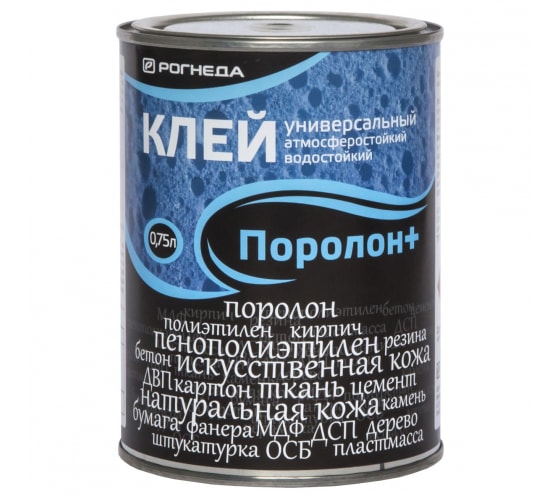 РОГНЕДА
КЛЕЙ
универсальный
атмосферостойкий
водостойкий
0,75л
Поролон+
поролон
полиэтилен кирпич
пенополиэтилен резина
бетон искусственная кожа
ДВП картон ткань цемент
натуральная кожа камень
бумага фанера МДФ ДСП дерево
штукатурка ОСБ пластмасса